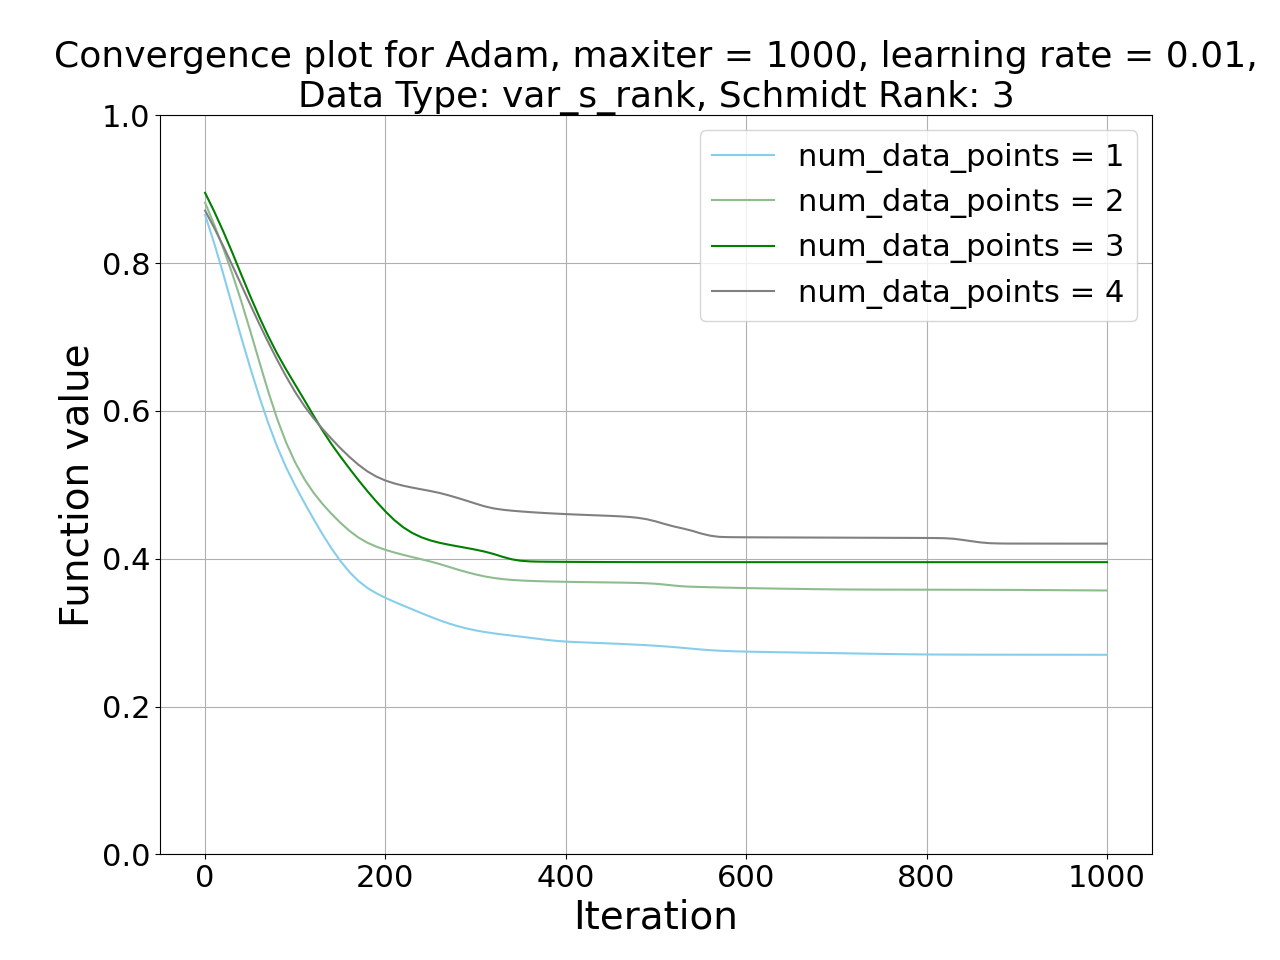 Convergence plot for Adam, maxiter = 1000, learning rate = 0.01,
Data Type: var_s_rank, Schmidt Rank: 3
num_data_points = 1
num_data_points = 2
num_data_points = 3
num_data_points = 4
Function value
1.0
0.8
0.6
0.4
0.2
0.0
0 200 400 600 800 1000
Iteration